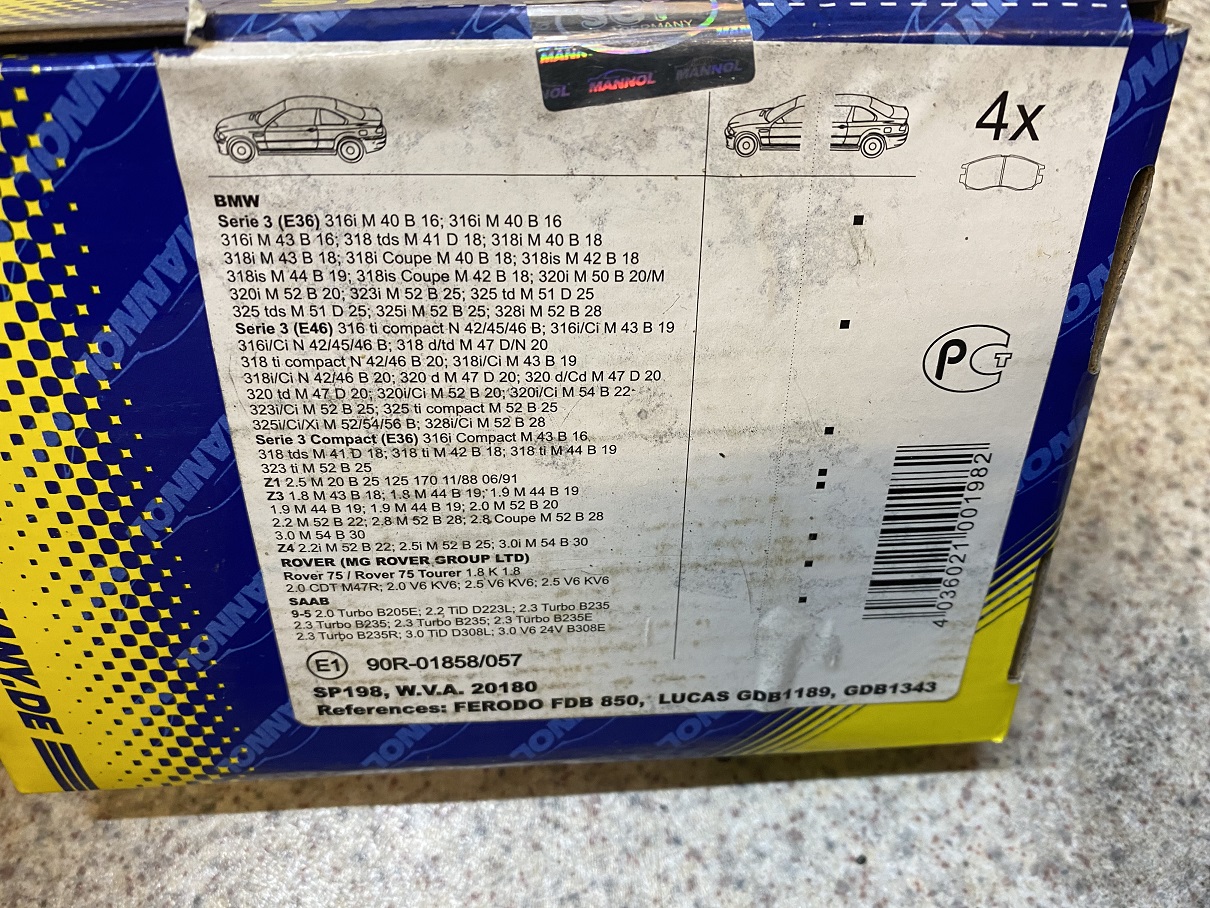 GERMANY
MANNOL
MANNOL
MANNOL
4x
BMW
Serie 3 (E36) 316i M 40 B 16; 316i M 40 B 16
316i M 43 B 16; 318 tds M 41 D 18; 318i M 40 B 18
318i M 43 B 18; 318i Coupe M 40 B 18; 318is M 42 B 18
318is M 44 B 19; 318is Coupe M 42 B 18; 320i M 50 B 20/M
320i M 52 B 20; 323i M 52 B 25; 325 td M 51 D 25
325 tds M 51 D 25; 325i M 52 B 25; 328i M 52 B 28
Serie 3 (E46) 316 ti compact N 42/45/46 B; 316i/Ci M 43 B 19
316i/Ci N 42/45/46 B; 318 d/td M 47 D/N 20
318 ti compact N 42/46 B 20; 318i/Ci M 43 B 19
318i/Ci N 42/46 B 20; 320 d M 47 D 20; 320 d/Cd M 47 D 20
320 td M 47 D 20; 320i/Ci M 52 B 20; 320i/Ci M 54 B 22
323i/Ci M 52 B 25; 325 ti compact M 52 B 25
325i/Ci/Xi M 52/54/56 B; 328i/Ci M 52 B 28
Serie 3 Compact (E36) 316i Compact M 43 B 16
318 tds M 41 D 18; 318 ti M 42 B 18; 318 ti M 44 B 19
323 ti M 52 B 25
Z1 2.5 M 20 B 25 125 170 11/88 06/91
Z3 1.8 M 43 B 18; 1.8 M 44 B 19; 1.9 M 44 B 19
1.9 M 44 B 19; 1.9 M 44 B 19; 2.0 M 52 B 20
2.2 M 52 B 22; 2.8 M 52 B 28; 2.8 Coupe M 52 B 28
3.0 M 54 B 30
Z4 2.2i M 52 B 22; 2.5i M 52 B 25; 3.0i M 54 B 30
ROVER (MG ROVER GROUP LTD)
Rover 75 / Rover 75 Tourer 1.8 K 1.8
2.0 CDT M47R; 2.0 V6 KV6; 2.5 V6 KV6; 2.5 V6 KV6
SAAB
9-5 2.0 Turbo B205E; 2.2 TiD D223L; 2.3 Turbo B235
2.3 Turbo B235; 2.3 Turbo B235; 2.3 Turbo B235E
2.3 Turbo B235R; 3.0 TiD D308L; 3.0 V6 24V B308E
E1 90R-01858/057
SP198, W.V.A. 20180
References: FERODO FDB 850, LUCAS GDB1189, GDB1343
PCT
4 036021 001982
MANNOL
MANNOL
MANNOL